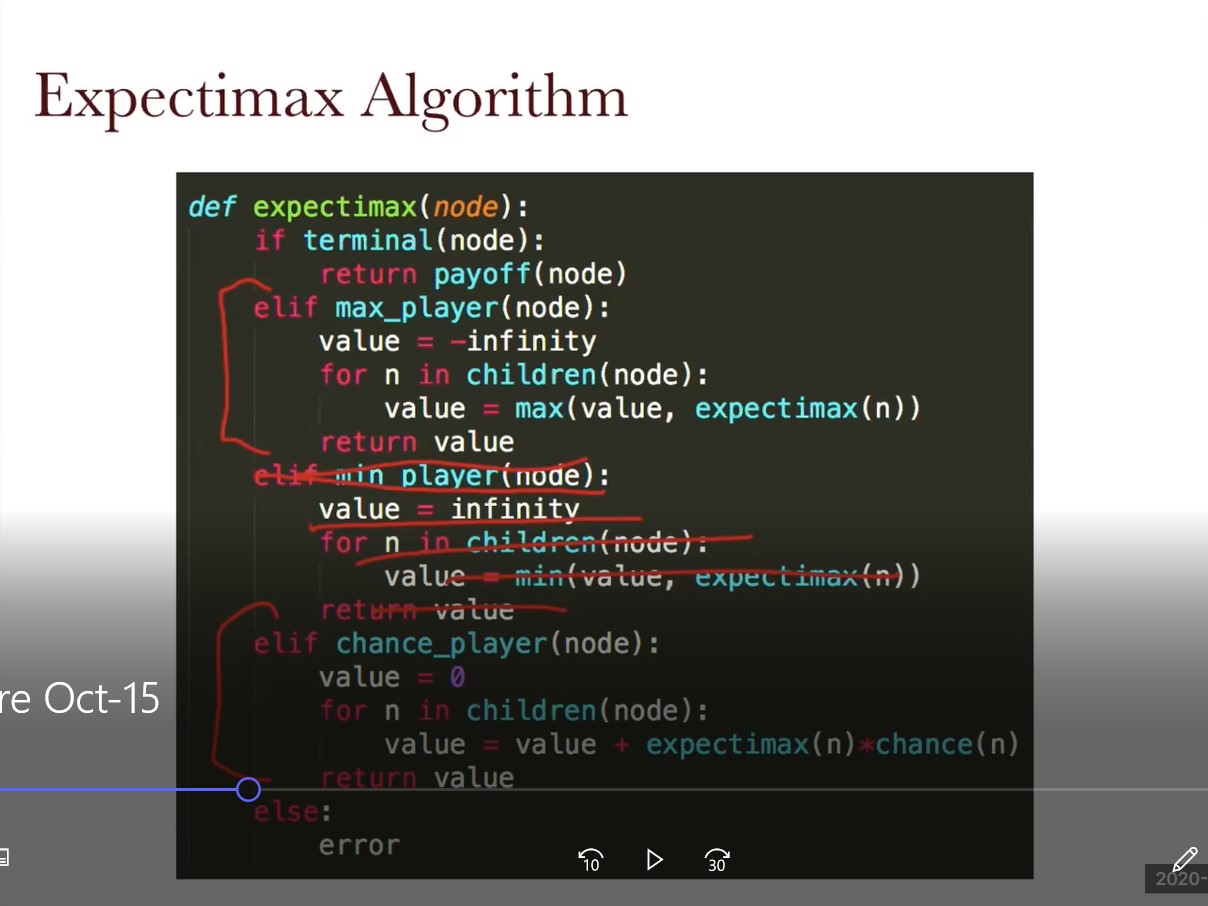 Expectimax Algorithm
def expectimax(node):
    if terminal(node):
        return payoff(node)
    elif max_player(node):
        value = -infinity
        for n in children(node):
            value = max(value, expectimax(n))
        return value
    elif min_player(node):
        value = infinity
        for n in children(node):
            value = min(value, expectimax(n))
        return value
    elif chance_player(node):
        value = 0
        for n in children(node):
            value = value + expectimax(n)*chance(n)
        return value
    else:
        error
re Oct-15
10
30
2020-